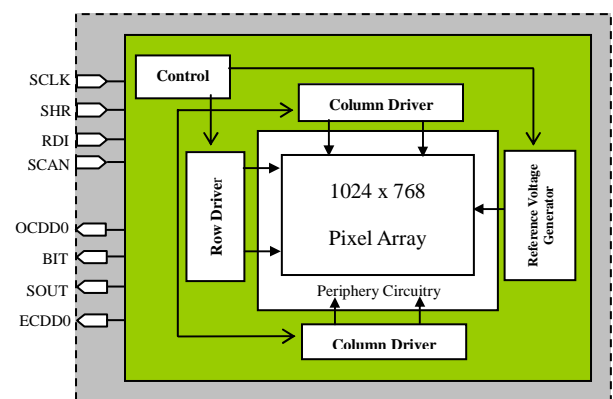 SCLK
SHR
RDI
SCAN
OCDD0
BIT
SOUT
ECDD0
Control
Column Driver
Row Driver
1024 x 768
Pixel Array
Periphery Circuitry
Reference Voltage
Generator
Column Driver